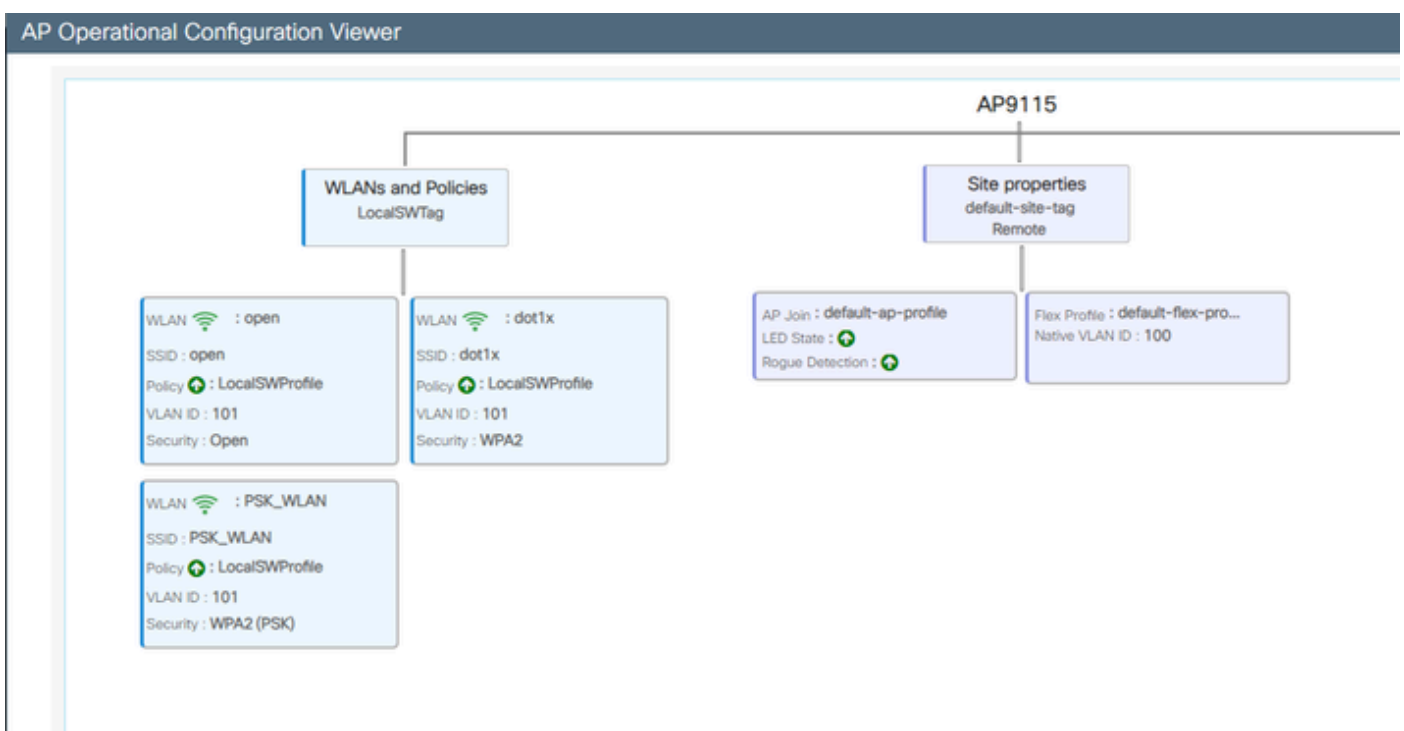 AP Operational Configuration Viewer
AP9115
WLANs and Policies
LocalSWTag
Site properties
default-site-tag
Remote
WLAN : open
SSID : open
Policy : LocalSWProfile
VLAN ID : 101
Security : Open
WLAN : dot1x
SSID : dot1x
Policy : LocalSWProfile
VLAN ID : 101
Security : WPA2
WLAN : PSK_WLAN
SSID : PSK_WLAN
Policy : LocalSWProfile
VLAN ID : 101
Security : WPA2 (PSK)
AP Join : default-ap-profile
LED State :
Rogue Detection :
Flex Profile : default-flex-pro...
Native VLAN ID : 100